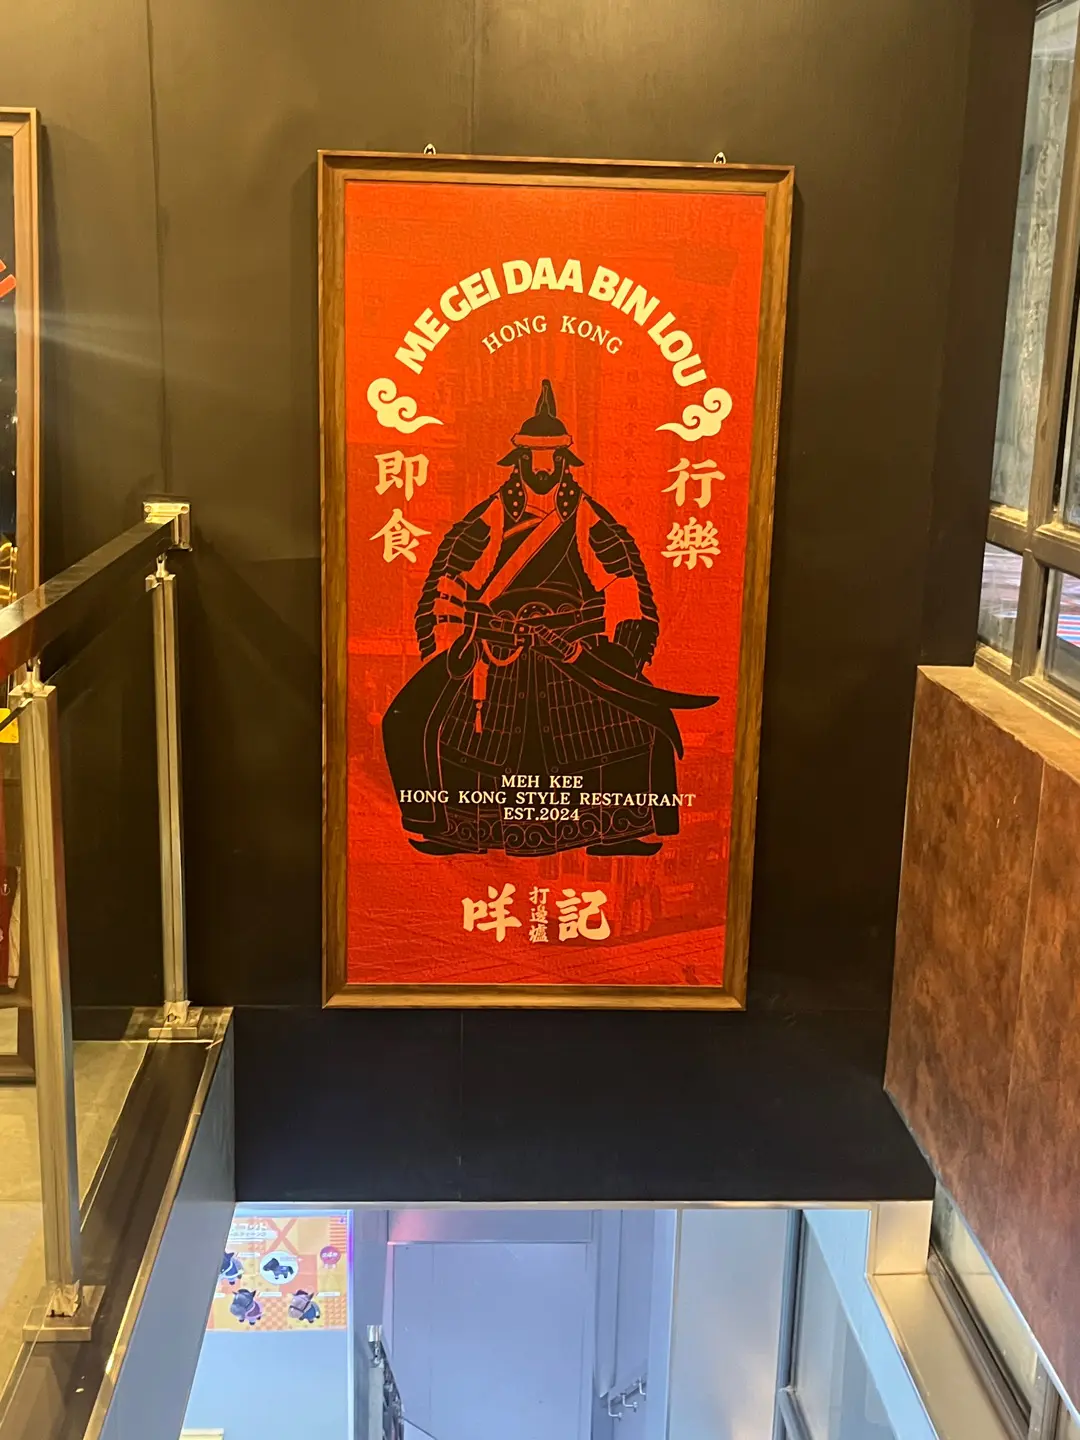 ME GEI DAA BIN LOU
HONG KONG
即食
行樂
MEH KEE
HONG KONG STYLE RESTAURANT
EST.2024
咩
打邊爐
記